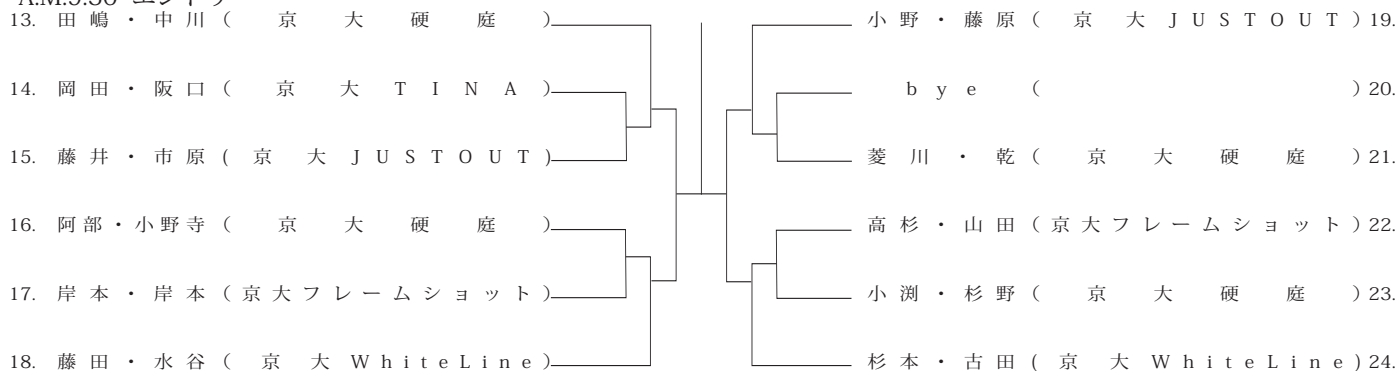 A.M.9:30 エントリー
13. 田嶋・中川( 京大硬庭 )
14. 岡田・阪口( 京大TINA )
15. 藤井・市原( 京大JUSTOUT)
16. 阿部・小野寺( 京大硬庭 )
17. 岸本・岸本(京大フレームショット)
18. 藤田・水谷( 京大WhiteLine)
小野・藤原( 京大JUSTOUT)19.
bye ( )20.
菱川・乾( 京大硬庭 )21.
高杉・山田(京大フレームショット)22.
小渕・杉野( 京大硬庭 )23.
杉本・古田( 京大WhiteLine)24.